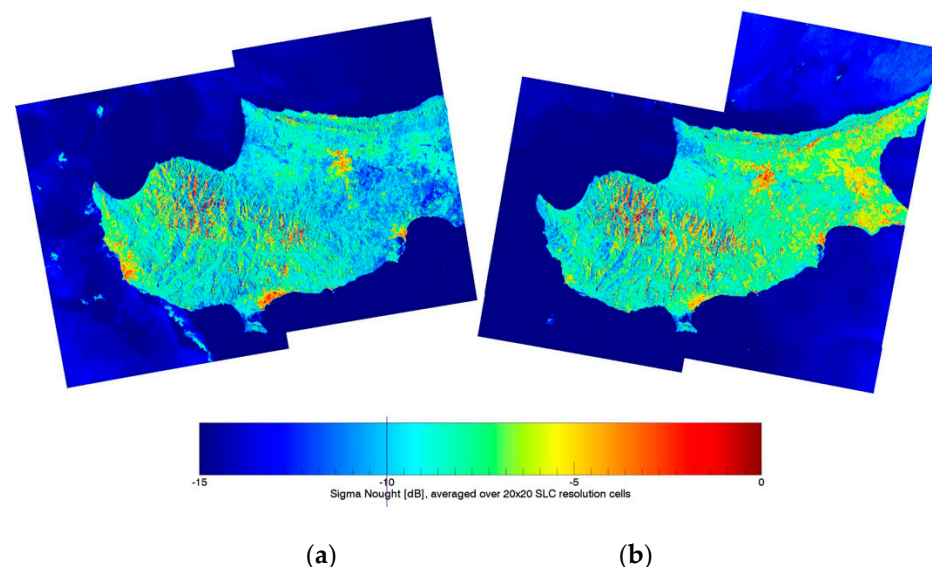 -15 -10 -5 0
Sigma Nought [dB], averaged over 20x20 SLC resolution cells
(a) (b)